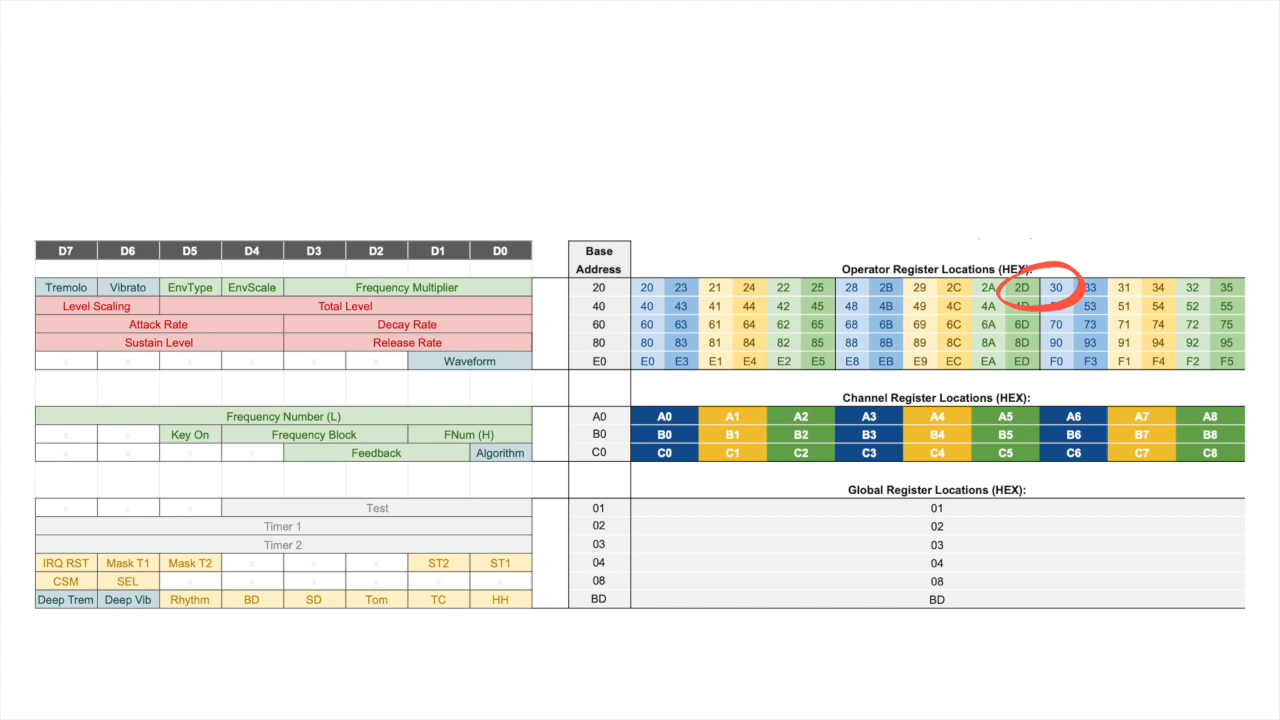 D7 D6 D5 D4 D3 D2 D1 D0 Base
Address
Operator Register Locations (HEX):
Tremolo Vibrato EnvType EnvScale Frequency Multiplier 20 20 23 21 24 22 25 28 2B 29 2C 2A 2D 30 33 31 34 32 35
Level Scaling Total Level 40 40 43 41 44 42 45 48 4B 49 4C 4A 4D 53 51 54 52 55
Attack Rate Decay Rate 60 60 63 61 64 62 65 68 6B 69 6C 6A 6D 70 73 71 74 72 75
Sustain Level Release Rate 80 80 83 81 84 82 85 88 8B 89 8C 8A 8D 90 93 91 94 92 95
x x x x x x Waveform E0 E0 E3 E1 E4 E2 E5 E8 EB E9 EC EA ED F0 F3 F1 F4 F2 F5
Channel Register Locations (HEX):
Frequency Number (L) A0 A0 A1 A2 A3 A4 A5 A6 A7 A8
x x Key On Frequency Block FNum (H) B0 B0 B1 B2 B3 B4 B5 B6 B7 B8
x x x x Feedback Algorithm C0 C0 C1 C2 C3 C4 C5 C6 C7 C8
Global Register Locations (HEX):
x x x Test 01 01
Timer 1 02 02
Timer 2 03 03
IRQ RST Mask T1 Mask T2 x x x ST2 ST1 04 04
CSM SEL x x x x x x 08 08
Deep Trem Deep Vib Rhythm BD SD Tom TC HH BD BD